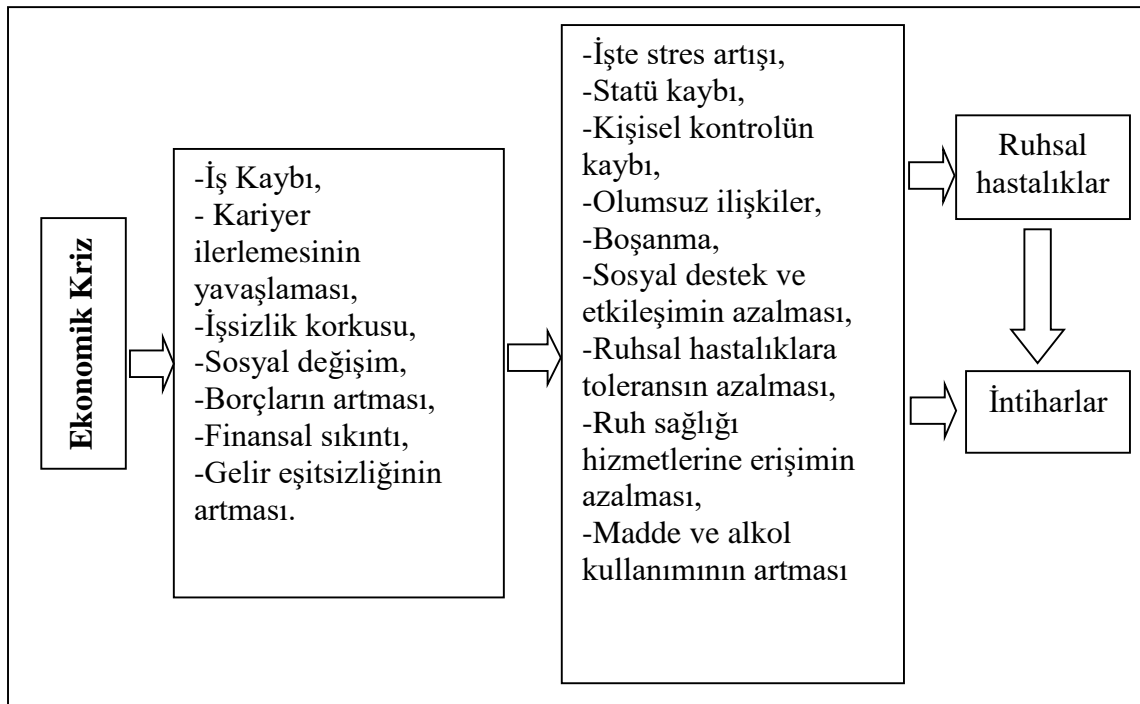 Ekonomik Kriz
-İş Kaybı,
- Kariyer
ilerlemesinin
yavaşlaması,
-İşsizlik korkusu,
-Sosyal değişim,
-Borçların artması,
-Finansal sıkıntı,
-Gelir eşitsizliğinin
artması.
-İşte stres artışı,
-Statü kaybı,
-Kişisel kontrolün
kaybı,
-Olumsuz ilişkiler,
-Boşanma,
-Sosyal destek ve
etkileşimin azalması,
-Ruhsal hastalıklara
toleransın azalması,
-Ruh sağlığı
hizmetlerine erişimin
azalması,
-Madde ve alkol
kullanımının artması
Ruhsal
hastalıklar
İntiharlar